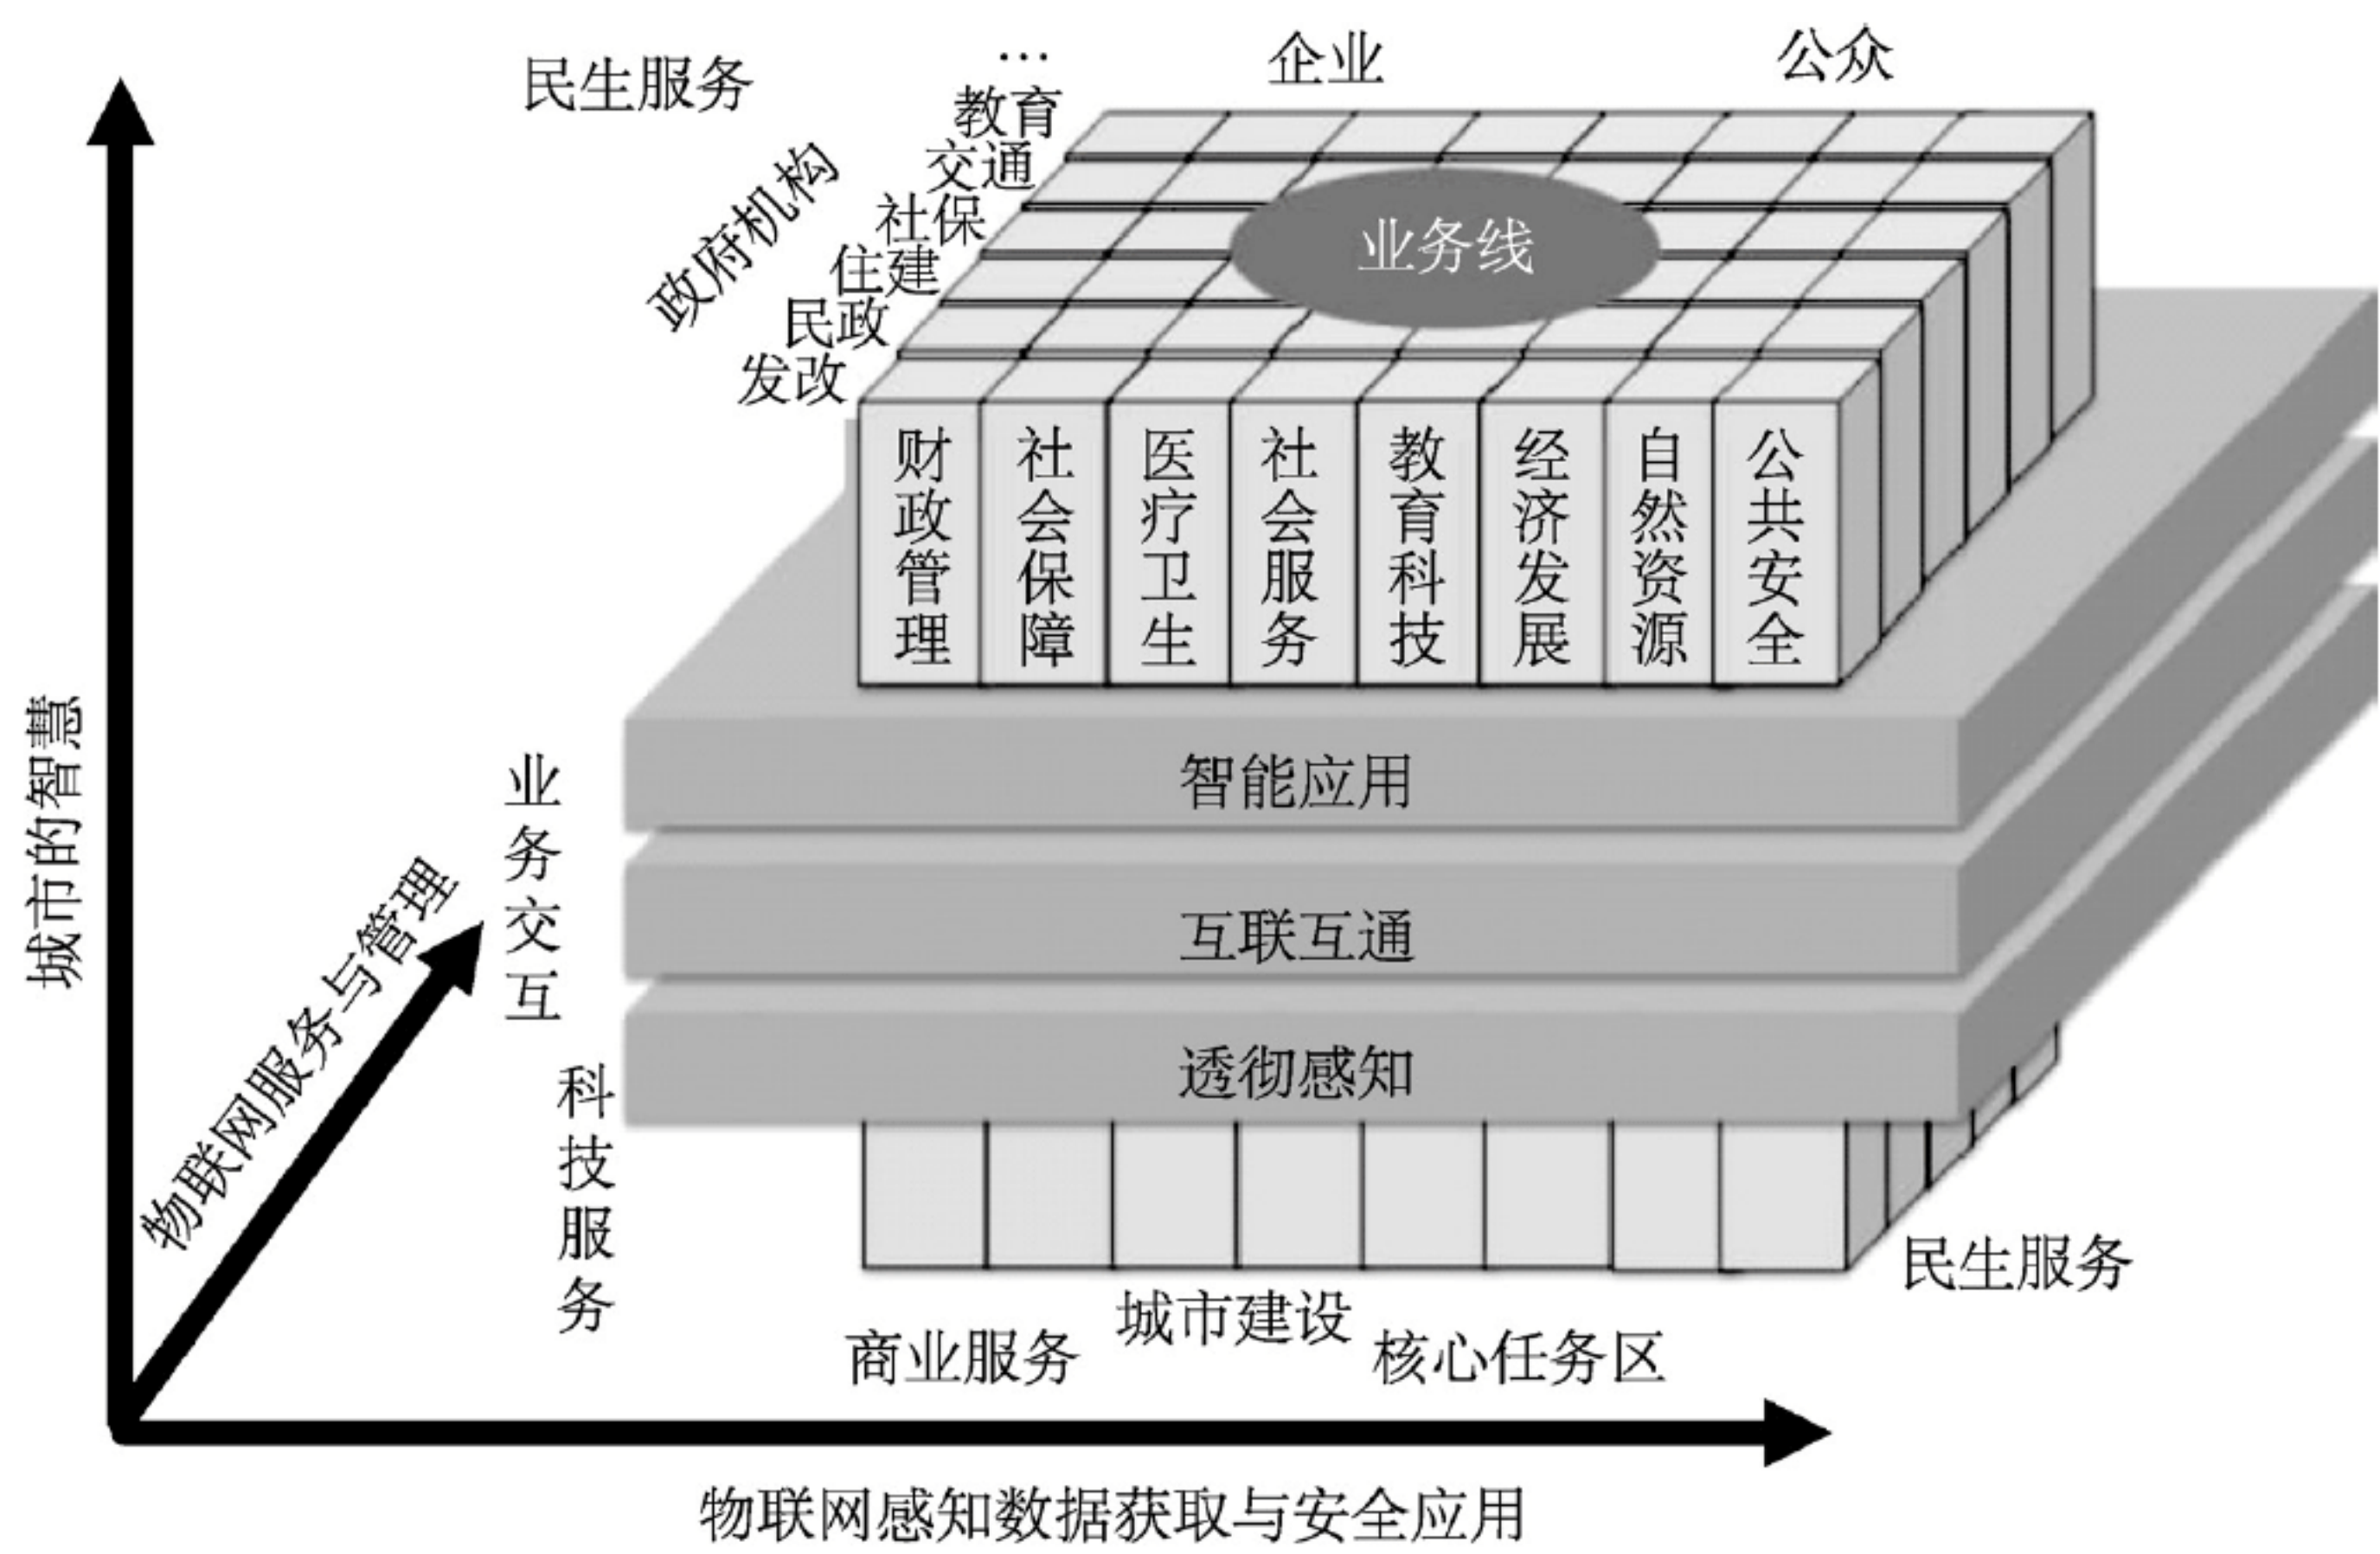 …
企业
公众
民生服务
教育
交通
社保
住建
民政
发改
政府机构
业务线
财政管理
社会保障
医疗卫生
社会服务
教育科技
经济发展
自然资源
公共安全
智能应用
互联互通
透彻感知
城市的智慧
物联网服务与管理
业务交互
科技服务
民生服务
城市建设
商业服务
核心任务区
物联网感知数据获取与安全应用